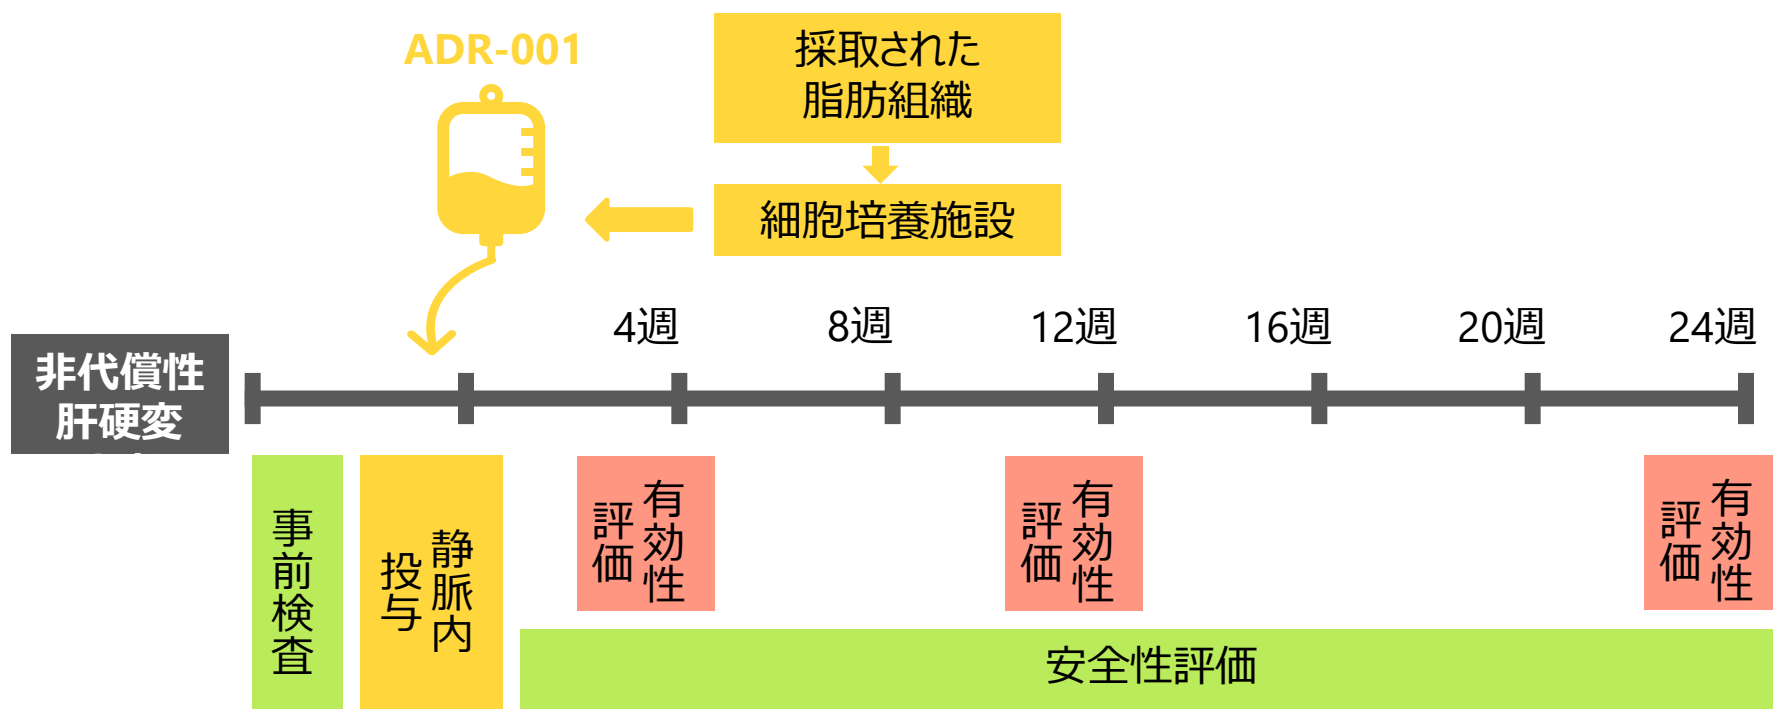 ADR-001
採取された
脂肪組織
細胞培養施設
4週
8週
12週
16週
20週
24週
非代償性
肝硬変
事前検査
静脈内
投与
有効性
評価
有効性
評価
有効性
評価
安全性評価